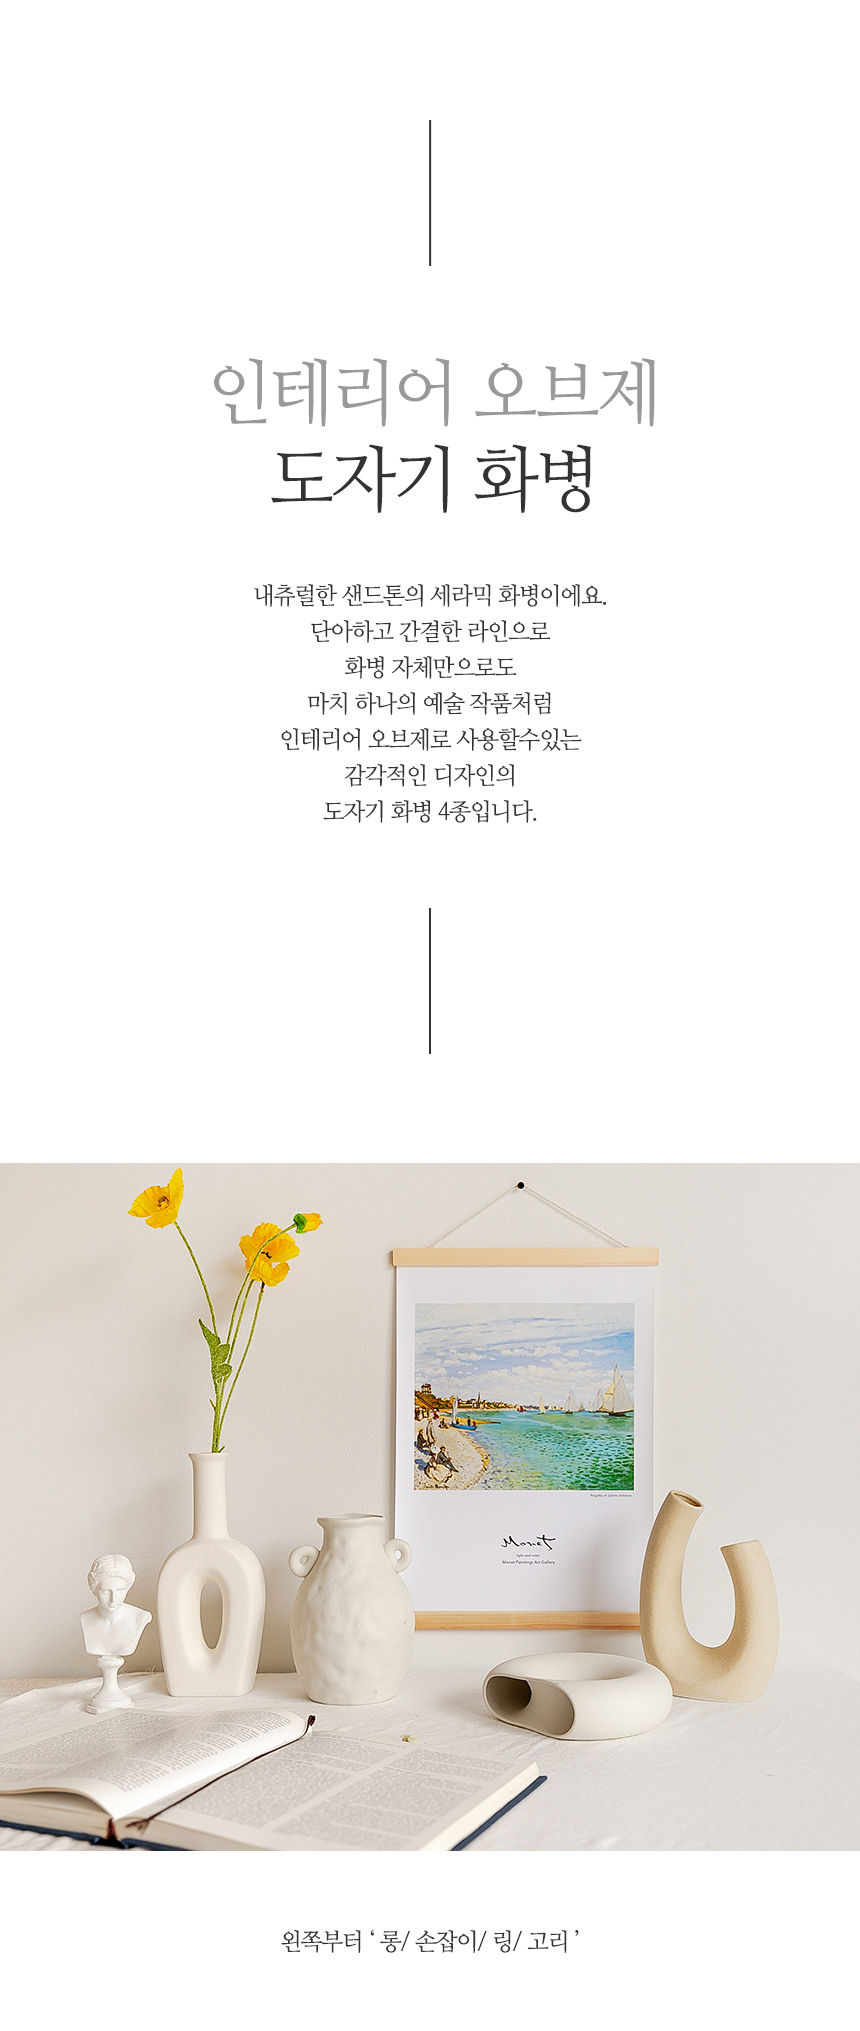 인테리어 오브제
도자기 화병
내츄럴한 샌드톤의 세라믹 화병이에요.
단아하고 간결한 라인으로
화병 자체만으로도
마치 하나의 예술 작품처럼
인테리어 오브제로 사용할수있는
감각적인 디자인의
도자기 화병 4종입니다.
Monet
light and color
Monet Paintings Art Gallery
왼쪽부터 ‘ 롱/ 손잡이/ 링/ 고리 ’